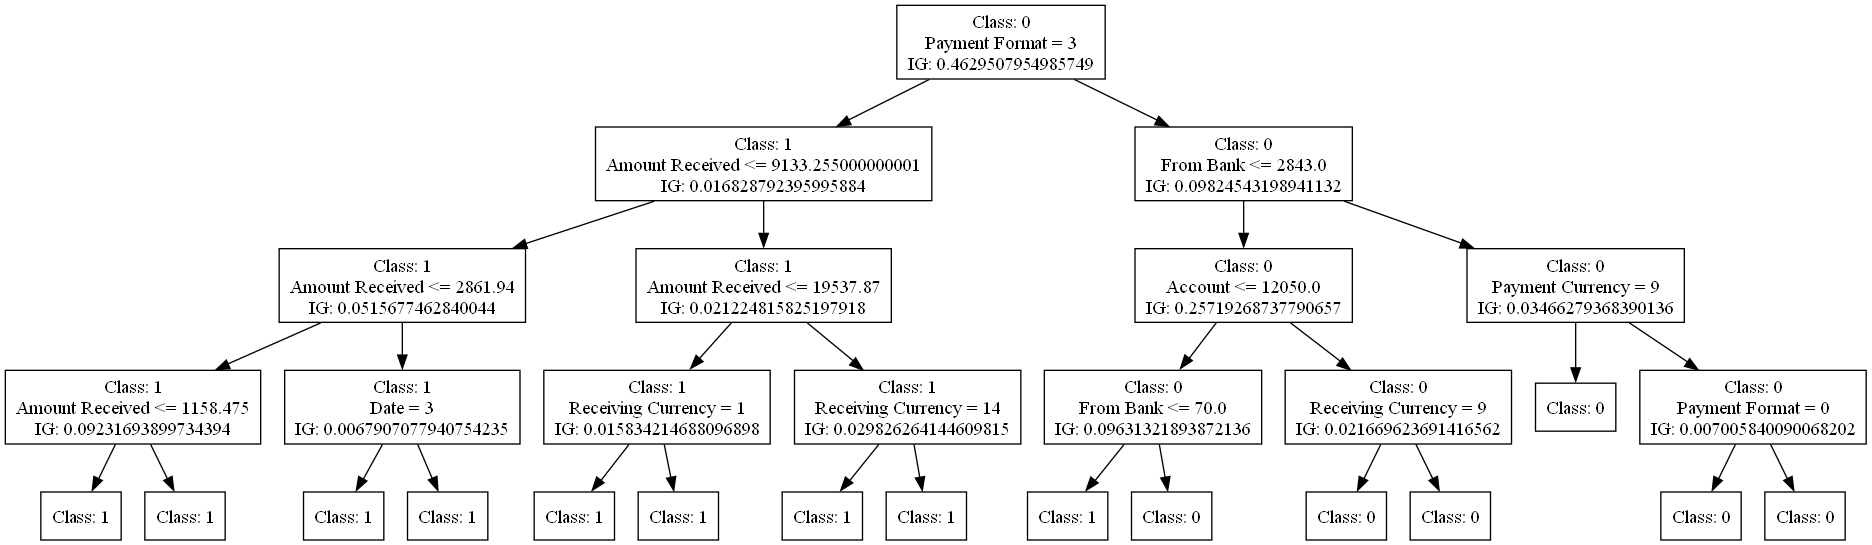 Class: 0
Payment Format = 3
IG: 0.4629507954985749
Class: 1
Amount Received <= 9133.255000000001
IG: 0.016828792395995884
Class: 0
From Bank <= 2843.0
IG: 0.09824543198941132
Class: 1
Amount Received <= 2861.94
IG: 0.0515677462840044
Class: 1
Amount Received <= 19537.87
IG: 0.021224815825197918
Class: 0
Account <= 12050.0
IG: 0.25719268737790657
Class: 0
Payment Currency = 9
IG: 0.03466279368390136
Class: 1
Amount Received <= 1158.475
IG: 0.09231693899734394
Class: 1
Date = 3
IG: 0.0067907077940754235
Class: 1
Receiving Currency = 1
IG: 0.015834214688096898
Class: 1
Receiving Currency = 14
IG: 0.029826264144609815
Class: 0
From Bank <= 70.0
IG: 0.09631321893872136
Class: 0
Receiving Currency = 9
IG: 0.021669623691416562
Class: 0
Class: 0
Payment Format = 0
IG: 0.007005840090068202
Class: 1
Class: 1
Class: 1
Class: 1
Class: 1
Class: 1
Class: 1
Class: 1
Class: 1
Class: 0
Class: 0
Class: 0
Class: 0
Class: 0